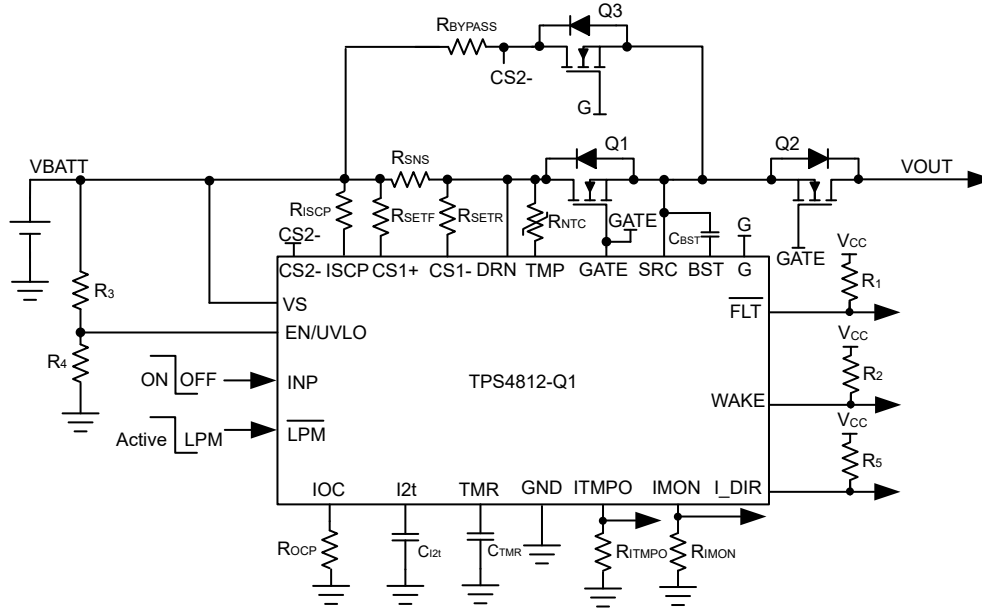 Q3
RBYPASS
CS2-
G
VBATT
RSNS
Q1
Q2
VOUT
RISCP
RSETF
RSETR
RNTC
GATE
CBST
G
CS2-
GATE
CS2- ISCP CS1+ CS1- DRN TMP GATE SRC BST G
VCC
R1
FLT
R3
VS
EN/UVLO
R4
ON OFF
INP
TPS4812-Q1
VCC
R2
WAKE
Active LPM
LPM
VCC
R5
IOC I2t TMR GND ITMPO IMON I_DIR
ROCP
CI2t
CTMR
RITMPO
RIMON